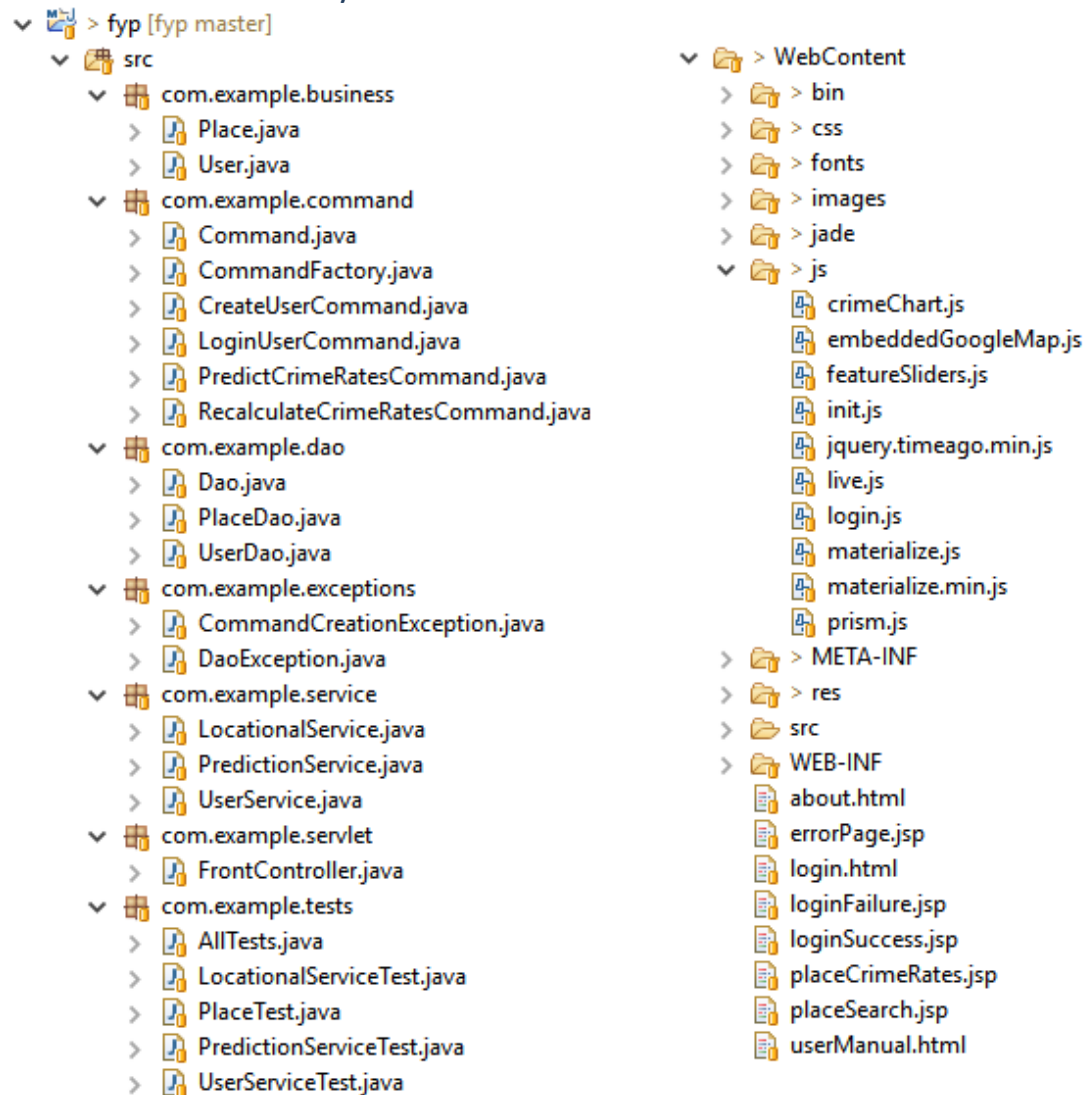 > fyp [fyp master]
src
com.example.business
Place.java
User.java
com.example.command
Command.java
CommandFactory.java
CreateUserCommand.java
LoginUserCommand.java
PredictCrimeRatesCommand.java
RecalculateCrimeRatesCommand.java
com.example.dao
Dao.java
PlaceDao.java
UserDao.java
com.example.exceptions
CommandCreationException.java
DaoException.java
com.example.service
LocationalService.java
PredictionService.java
UserService.java
com.example.servlet
FrontController.java
com.example.tests
AllTests.java
LocationalServiceTest.java
PlaceTest.java
PredictionServiceTest.java
UserServiceTest.java
> WebContent
> bin
> css
> fonts
> images
> jade
> js
crimeChart.js
embeddedGoogleMap.js
featureSliders.js
init.js
jquery.timeago.min.js
live.js
login.js
materialize.js
materialize.min.js
prism.js
> META-INF
> res
src
WEB-INF
about.html
errorPage.jsp
login.html
loginFailure.jsp
loginSuccess.jsp
placeCrimeRates.jsp
placeSearch.jsp
userManual.html